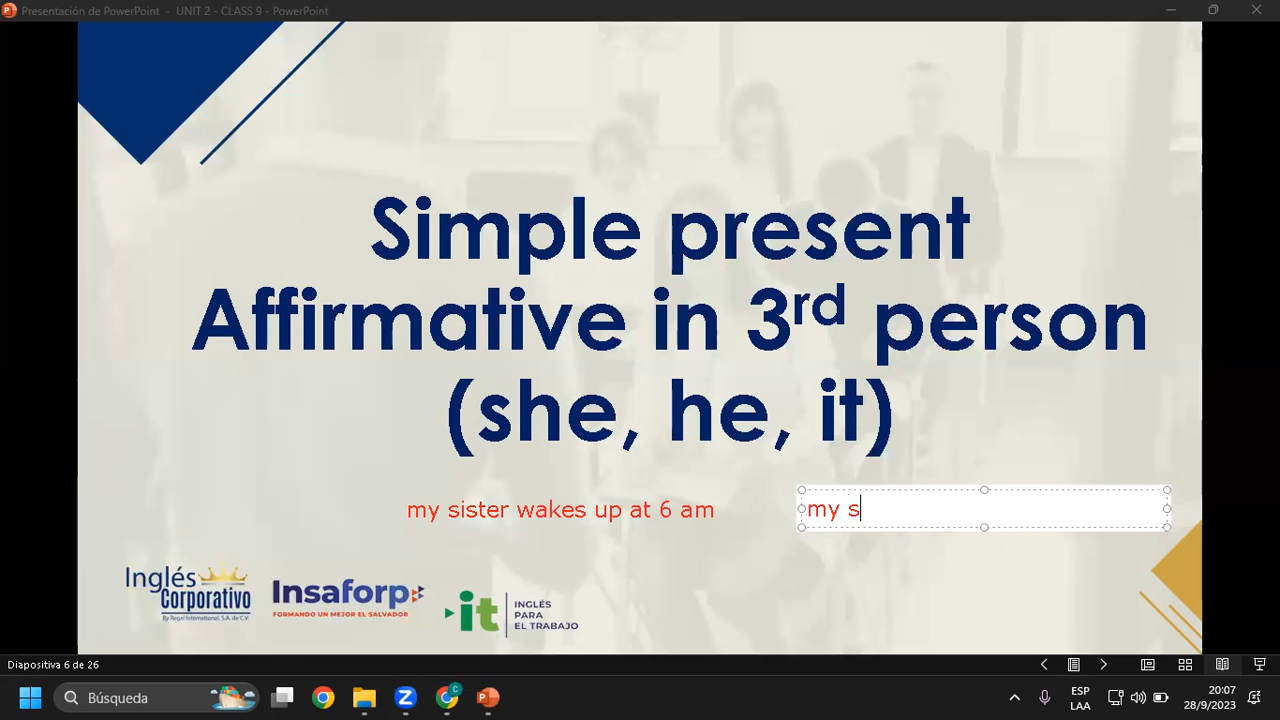 Presentación de PowerPoint - UNIT 2 - CLASS 9 - PowerPoint
Simple present
Affirmative in 3rd person
(she, he, it)
my sister wakes up at 6 am
my s
Inglés
Corporativo
By Regal International, S.A. de C.V.
Insaforp
FORMANDO UN MEJOR EL SALVADOR
it
INGLÉS
PARA
EL TRABAJO
Diapositiva 6 de 26
Búsqueda
ESP
LAA
20:07
28/9/2023